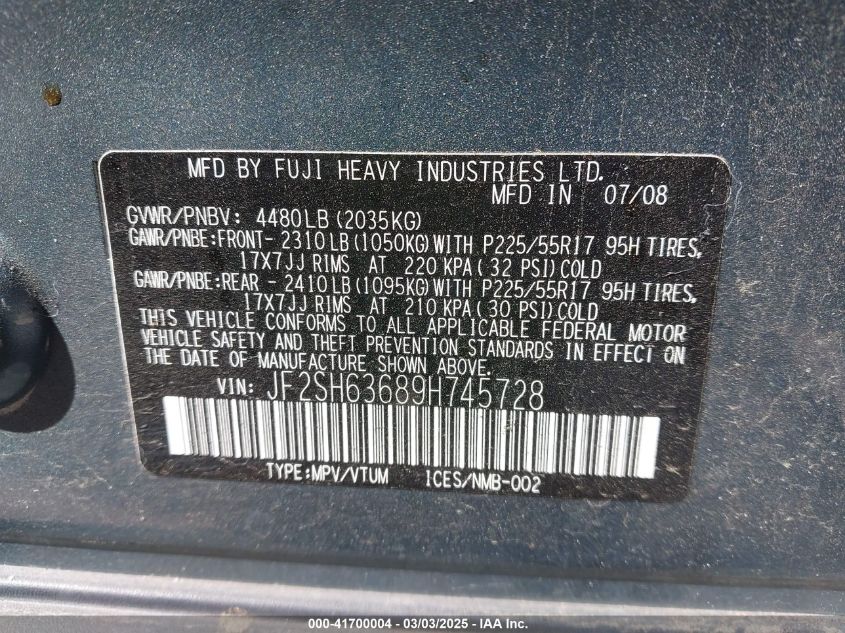 MFD BY FUJI HEAVY INDUSTRIES LTD.
MFD IN 07/08
GVWR/PNBV: 4480LB (2035KG)
GAWR/PNBE:FRONT- 2310LB(1050KG)WITH P225/55R17 95H TIRES,
17X7JJ RIMS AT 220 KPA( 32 PSI)COLD
GAWR/PNBE:REAR - 2410LB(1095KG)WITH P225/55R17 95H TIRES,
17X7JJ RIMS AT 210 KPA( 30 PSI)COLD
THIS VEHICLE CONFORMS TO ALL APPLICABLE FEDERAL MOTOR
VEHICLE SAFETY AND THEFT PREVENTION STANDARDS IN EFFECT ON
THE DATE OF MANUFACTURE SHOWN ABOVE.
VIN: JF2SH63689H745728
TYPE:MPV/VTUM ICES/NMB-002
000-41700004 - 03/03/2025 - IAA Inc.